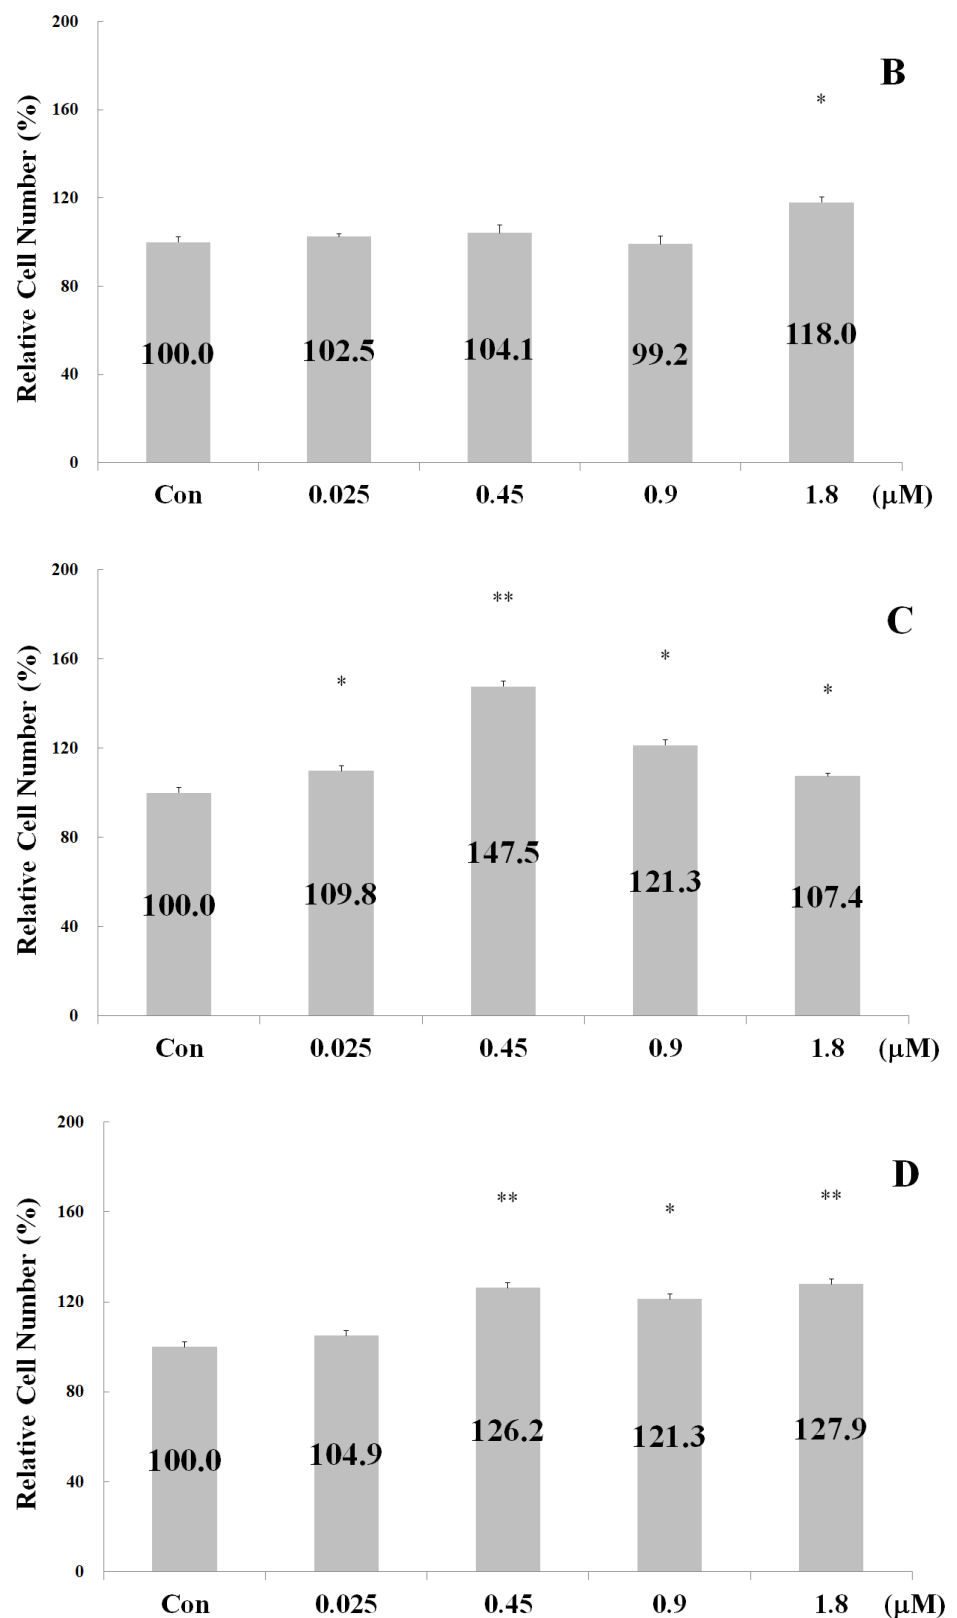 200
B
160
*
120
80
40
0
Relative Cell Number (%)
100.0 102.5 104.1 99.2 118.0
Con 0.025 0.45 0.9 1.8 (μM)
200
C
**
160
* * *
120
80
40
0
Relative Cell Number (%)
100.0 109.8 147.5 121.3 107.4
Con 0.025 0.45 0.9 1.8 (μM)
200
D
160
** * **
120
80
40
0
Relative Cell Number (%)
100.0 104.9 126.2 121.3 127.9
Con 0.025 0.45 0.9 1.8 (μM)